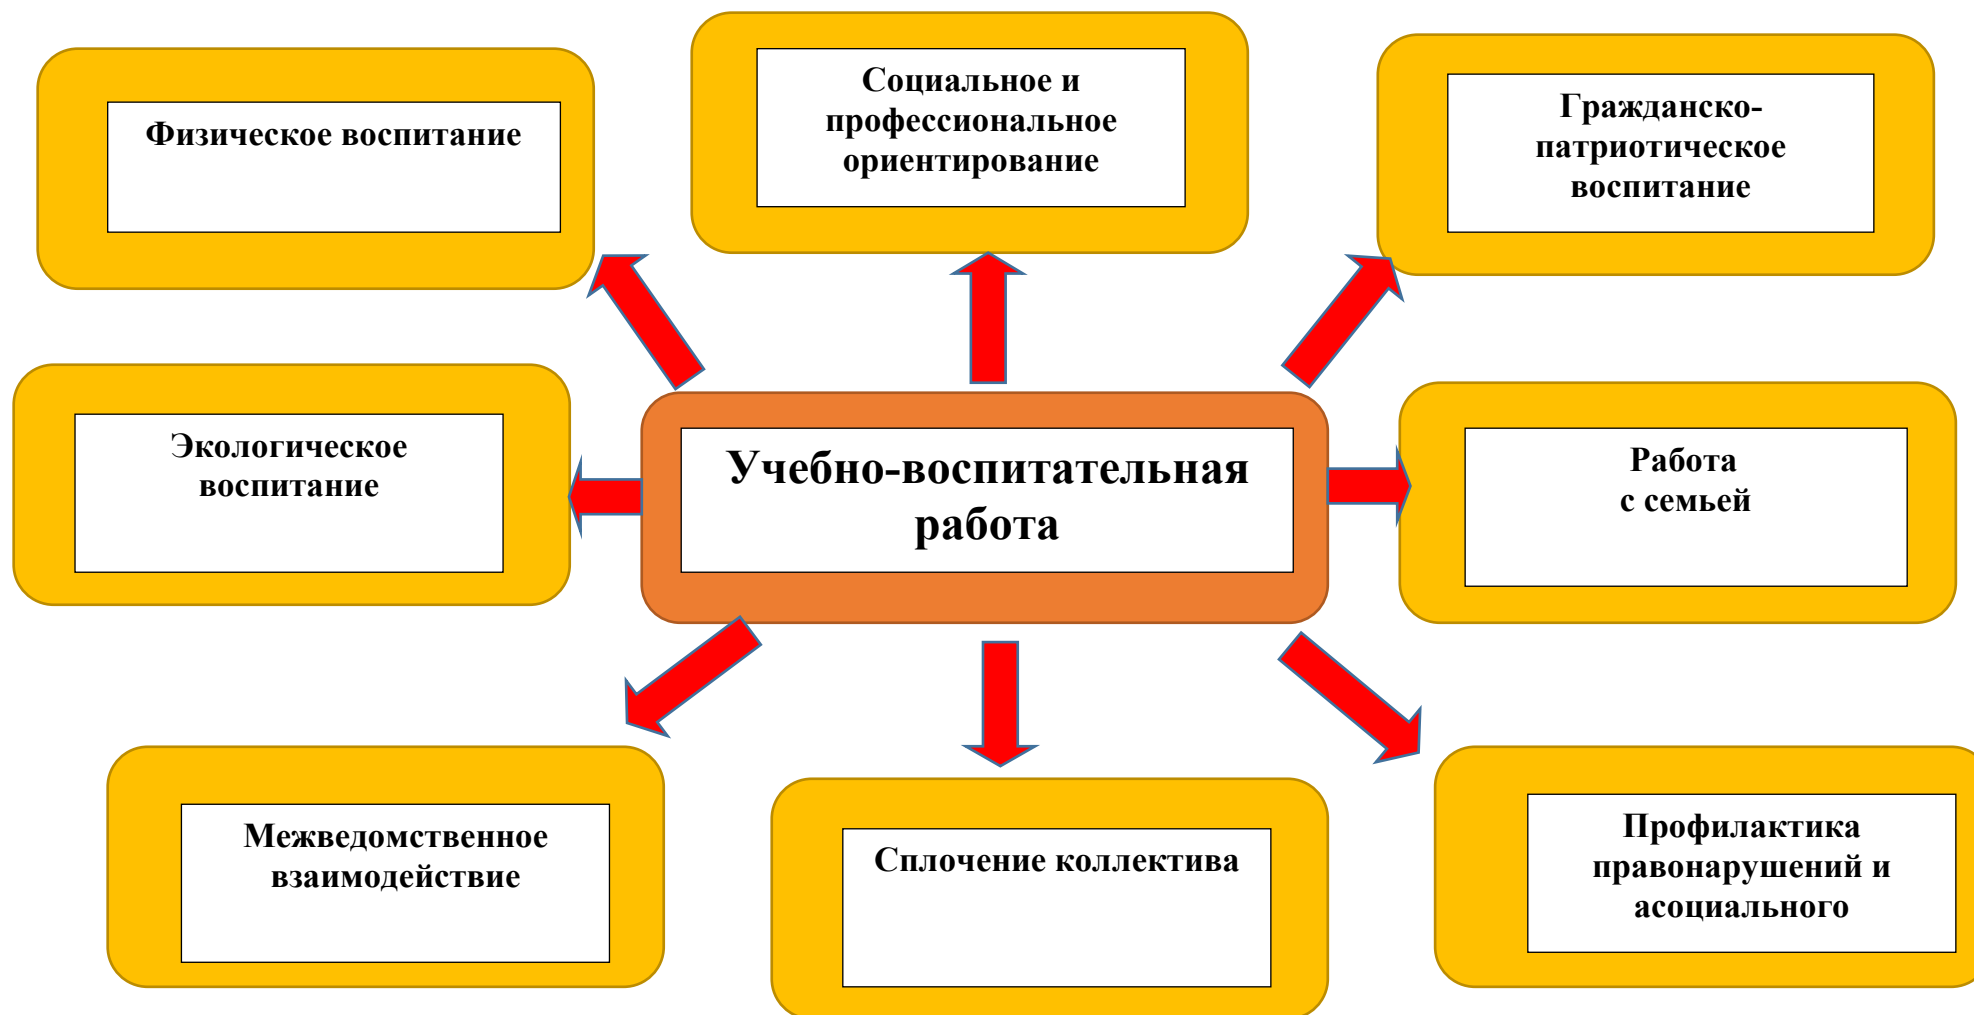 Физическое воспитание
Социальное и
профессиональное
ориентирование
Гражданско-
патриотическое
воспитание
Экологическое
воспитание
Учебно-воспитательная
работа
Работа
с семьей
Межведомственное
взаимодействие
Сплочение коллектива
Профилактика
правонарушений и
асоциального